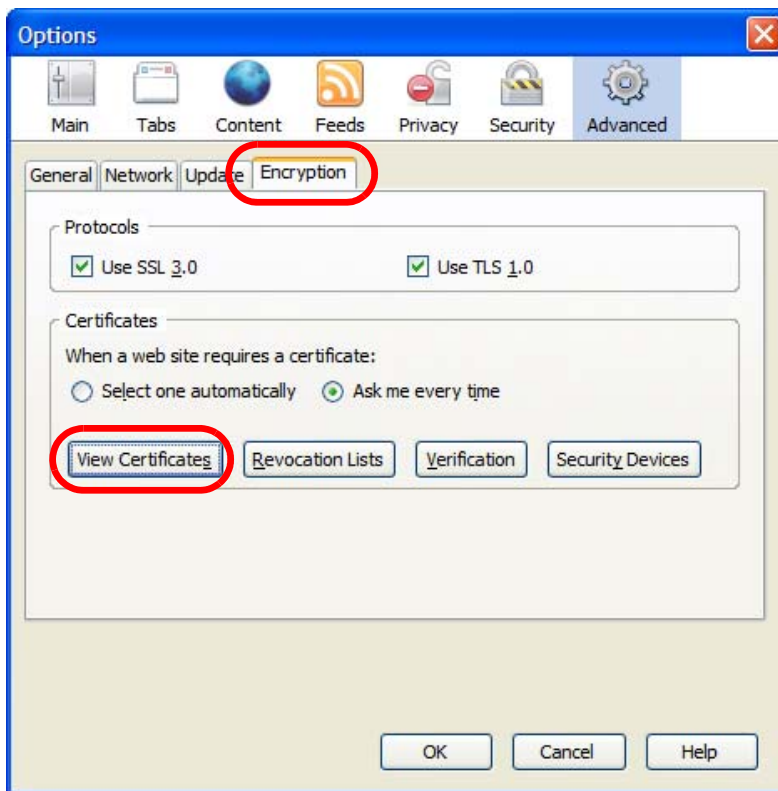 Options
Main Tabs Content Feeds Privacy Security Advanced
General Network Update Encryption
Protocols
Use SSL 3.0 Use TLS 1.0
Certificates
When a web site requires a certificate:
Select one automatically Ask me every time
View Certificates Revocation Lists Verification Security Devices
OK Cancel Help